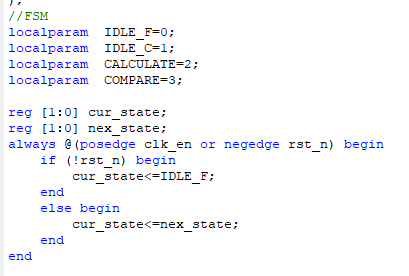 //FSM
localparam  IDLE_F=0;
localparam  IDLE_C=1;
localparam  CALCULATE=2;
localparam  COMPARE=3;
reg [1:0] cur_state;
reg [1:0] nex_state;
always @(posedge clk_en or negedge rst_n) begin
    if (!rst_n) begin
        cur_state<=IDLE_F;
    end
    else begin
        cur_state<=nex_state;
    end
end